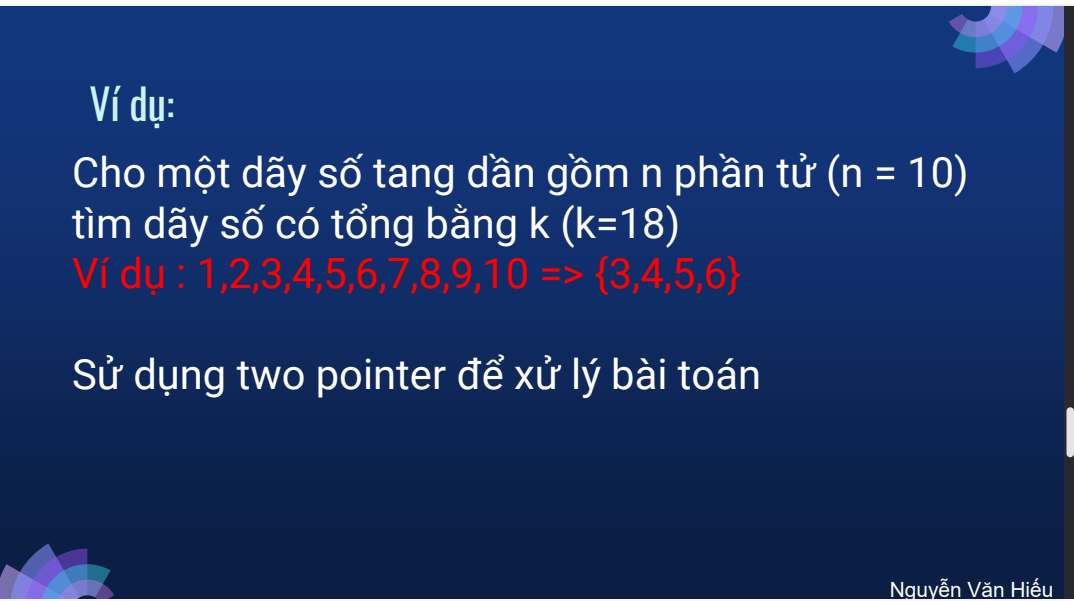 Ví dụ:
Cho một dãy số tang dần gồm n phần tử (n = 10)
tìm dãy số có tổng bằng k (k=18)
Ví dụ : 1,2,3,4,5,6,7,8,9,10 => {3,4,5,6}
Sử dụng two pointer để xử lý bài toán
Nguyễn Văn Hiếu